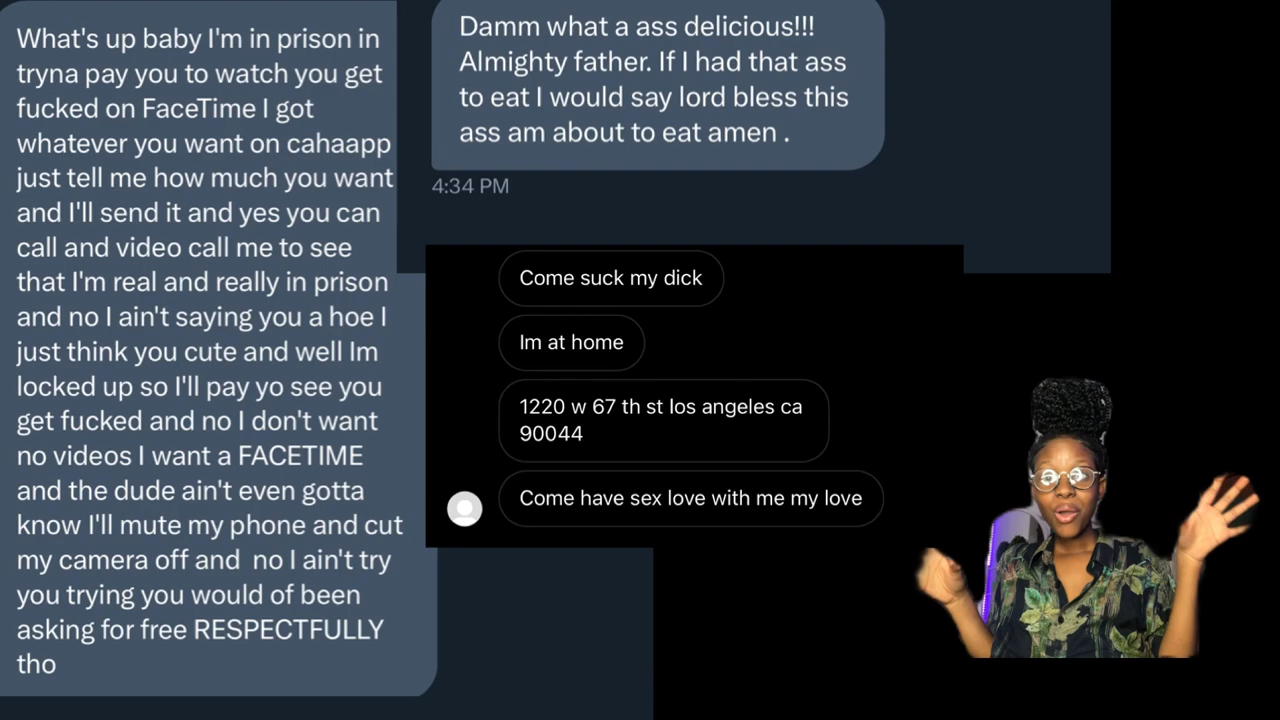 What's up baby I'm in prison in
tryna pay you to watch you get
fucked on FaceTime I got
whatever you want on cahaapp
just tell me how much you want
and I'll send it and yes you can
call and video call me to see
that I'm real and really in prison
and no I ain't saying you a hoe I
just think you cute and well Im
locked up so I'll pay yo see you
get fucked and no I don't want
no videos I want a FACETIME
and the dude ain't even gotta
know I'll mute my phone and cut
my camera off and  no I ain't try
you trying you would of been
asking for free RESPECTFULLY
tho
Damm what a ass delicious!!!
Almighty father. If I had that ass
to eat I would say lord bless this
ass am about to eat amen .
4:34 PM
Come suck my dick
Im at home
1220 w 67 th st los angeles ca
90044
Come have sex love with me my love